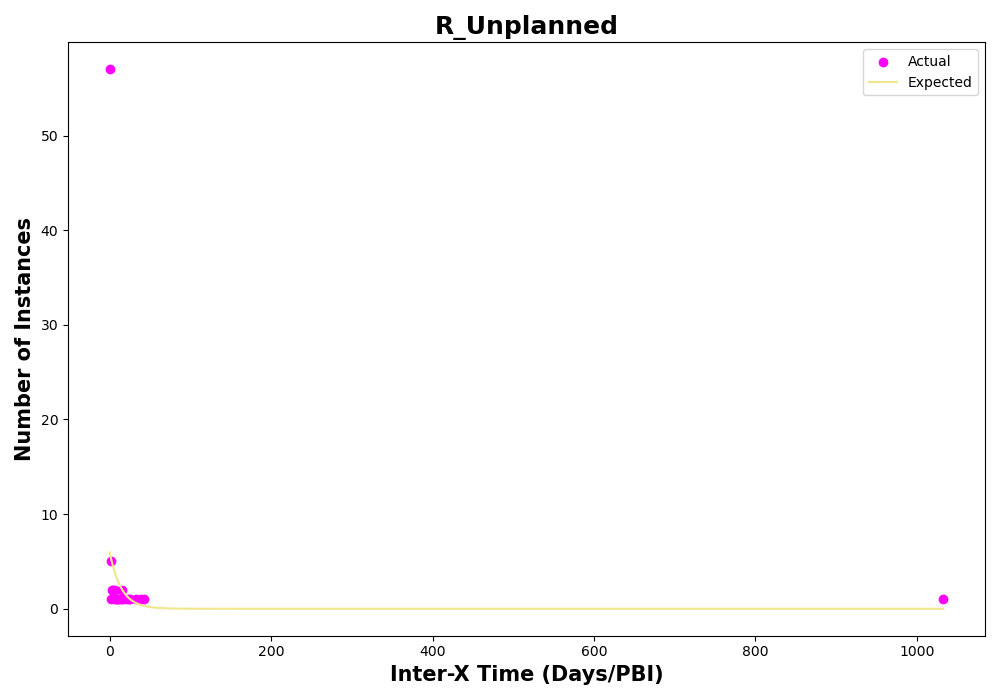 R_Unplanned
Actual
Expected
Number of Instances
50
40
30
20
10
0
0 200 400 600 800 1000
Inter-X Time (Days/PBI)